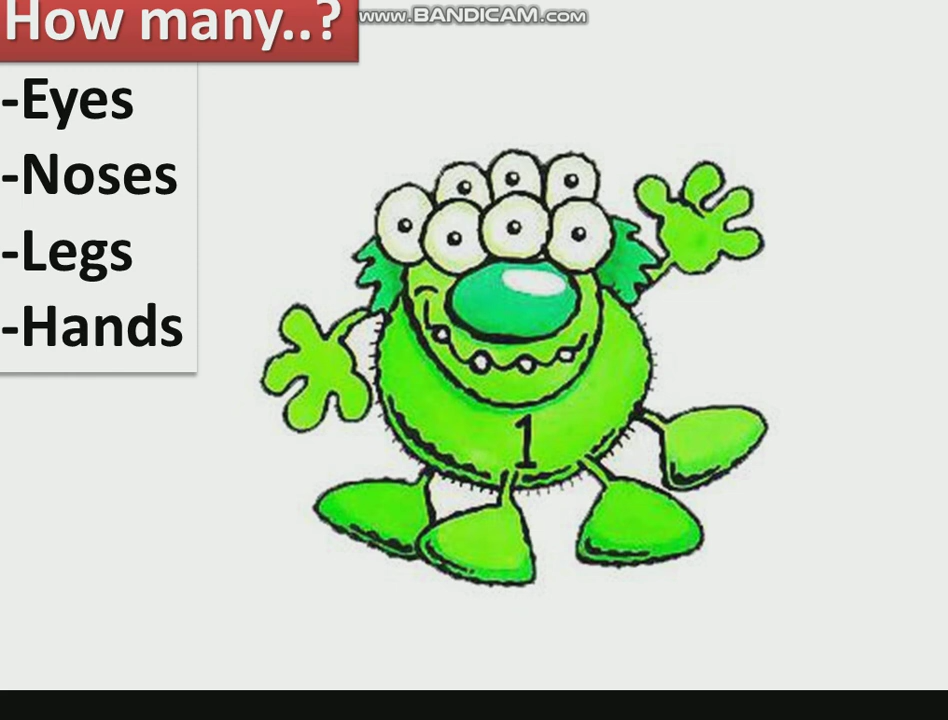 How many..?
www.BANDICAM.com
-Eyes
-Noses
-Legs
-Hands
1